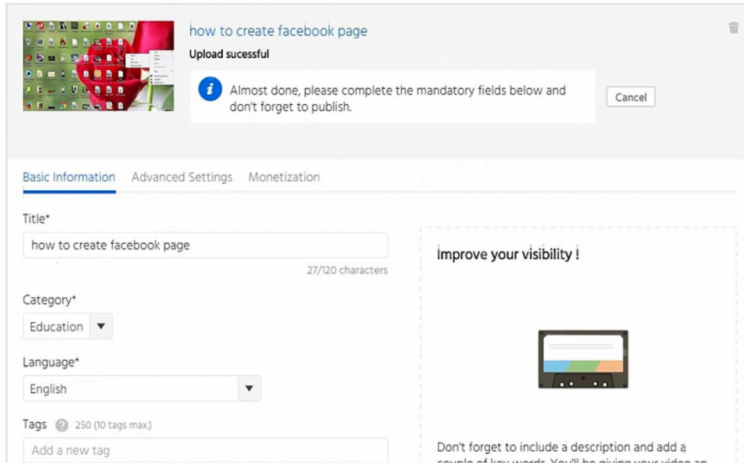 how to create facebook page
Upload sucessful
i
Almost done, please complete the mandatory fields below and
don't forget to publish.
Cancel
Basic Information Advanced Settings Monetization
Title*
how to create facebook page
27/120 characters
Category*
Education
Language*
English
Tags ? 250 (10 tags max.)
Add a new tag
Improve your visibility !
Don't forget to include a description and add a
couple of key words. You'll be giving your video an